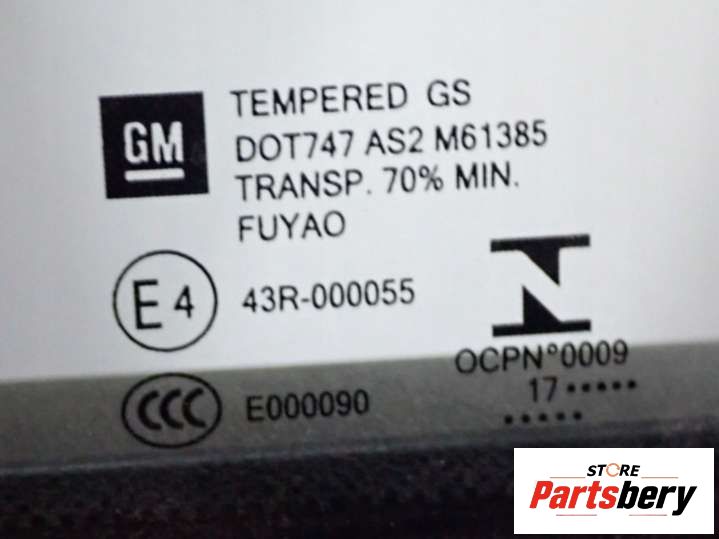 GM
TEMPERED GS
DOT747 AS2 M61385
TRANSP. 70% MIN.
FUYAO
E4
43R-000055
OCPN°0009
17
CCC
E000090
STORE
Partsbery